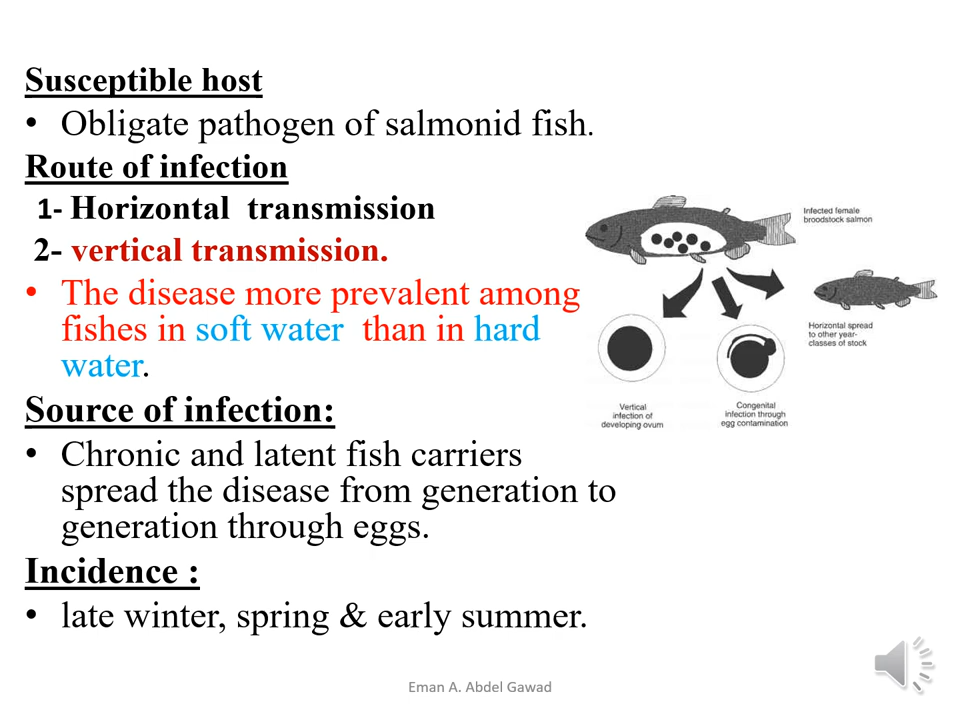 Susceptible host
• Obligate pathogen of salmonid fish.
Route of infection
1- Horizontal transmission
2- vertical transmission.
• The disease more prevalent among
fishes in soft water than in hard
water.
Source of infection:
• Chronic and latent fish carriers
spread the disease from generation to
generation through eggs.
Incidence :
• late winter, spring & early summer.
Infected female
broodstock salmon
Horizontal spread
to other year-
classes of stock
Vertical
infection of
developing ovum
Congenital
infection through
egg contamination
Eman A. Abdel Gawad